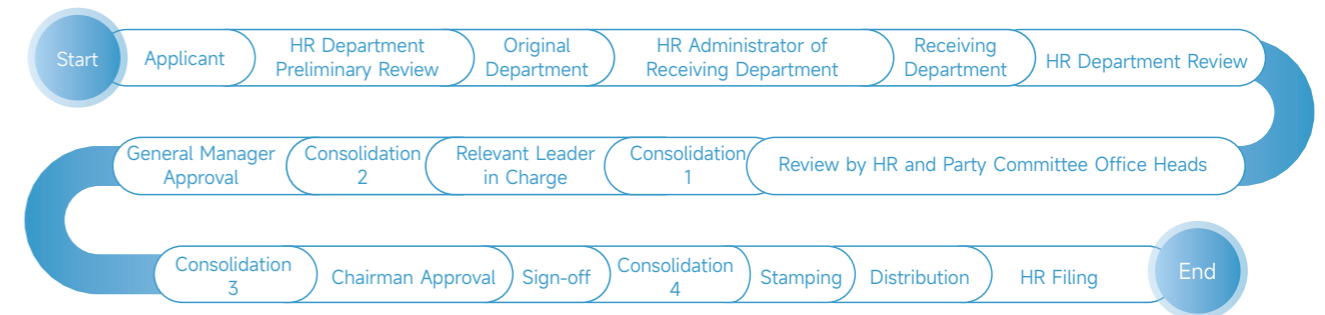 Start
Applicant
HR Department
Preliminary Review
Original
Department
HR Administrator of
Receiving Department
Receiving
Department
HR Department Review
Review by HR and Party Committee Office Heads
Consolidation
1
Relevant Leader
in Charge
Consolidation
2
General Manager
Approval
Consolidation
3
Chairman Approval
Sign-off
Consolidation
4
Stamping
Distribution
HR Filing
End